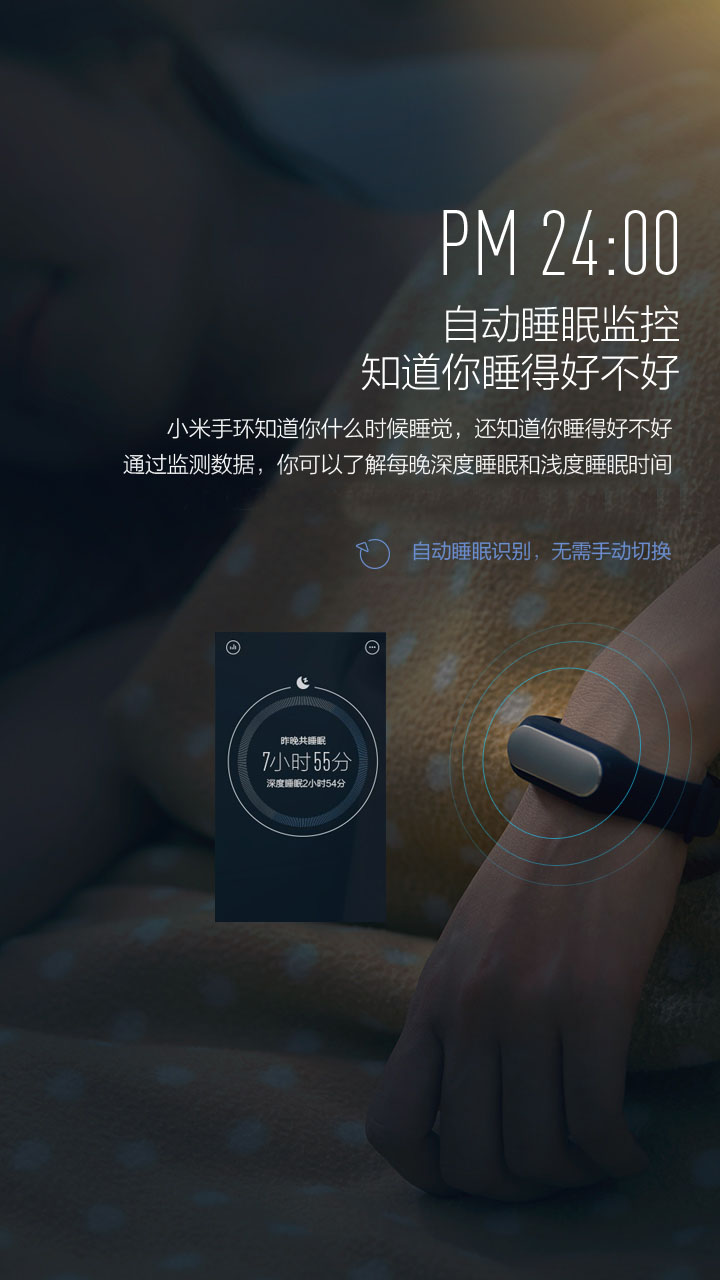 PM 24:00
自动睡眠监控
知道你睡得好不好
小米手环知道你什么时候睡觉，还知道你睡得好不好
通过监测数据，你可以了解每晚深度睡眠和浅度睡眠时间
自动睡眠识别，无需手动切换
昨晚共睡眠
7小时55分
深度睡眠2小时54分